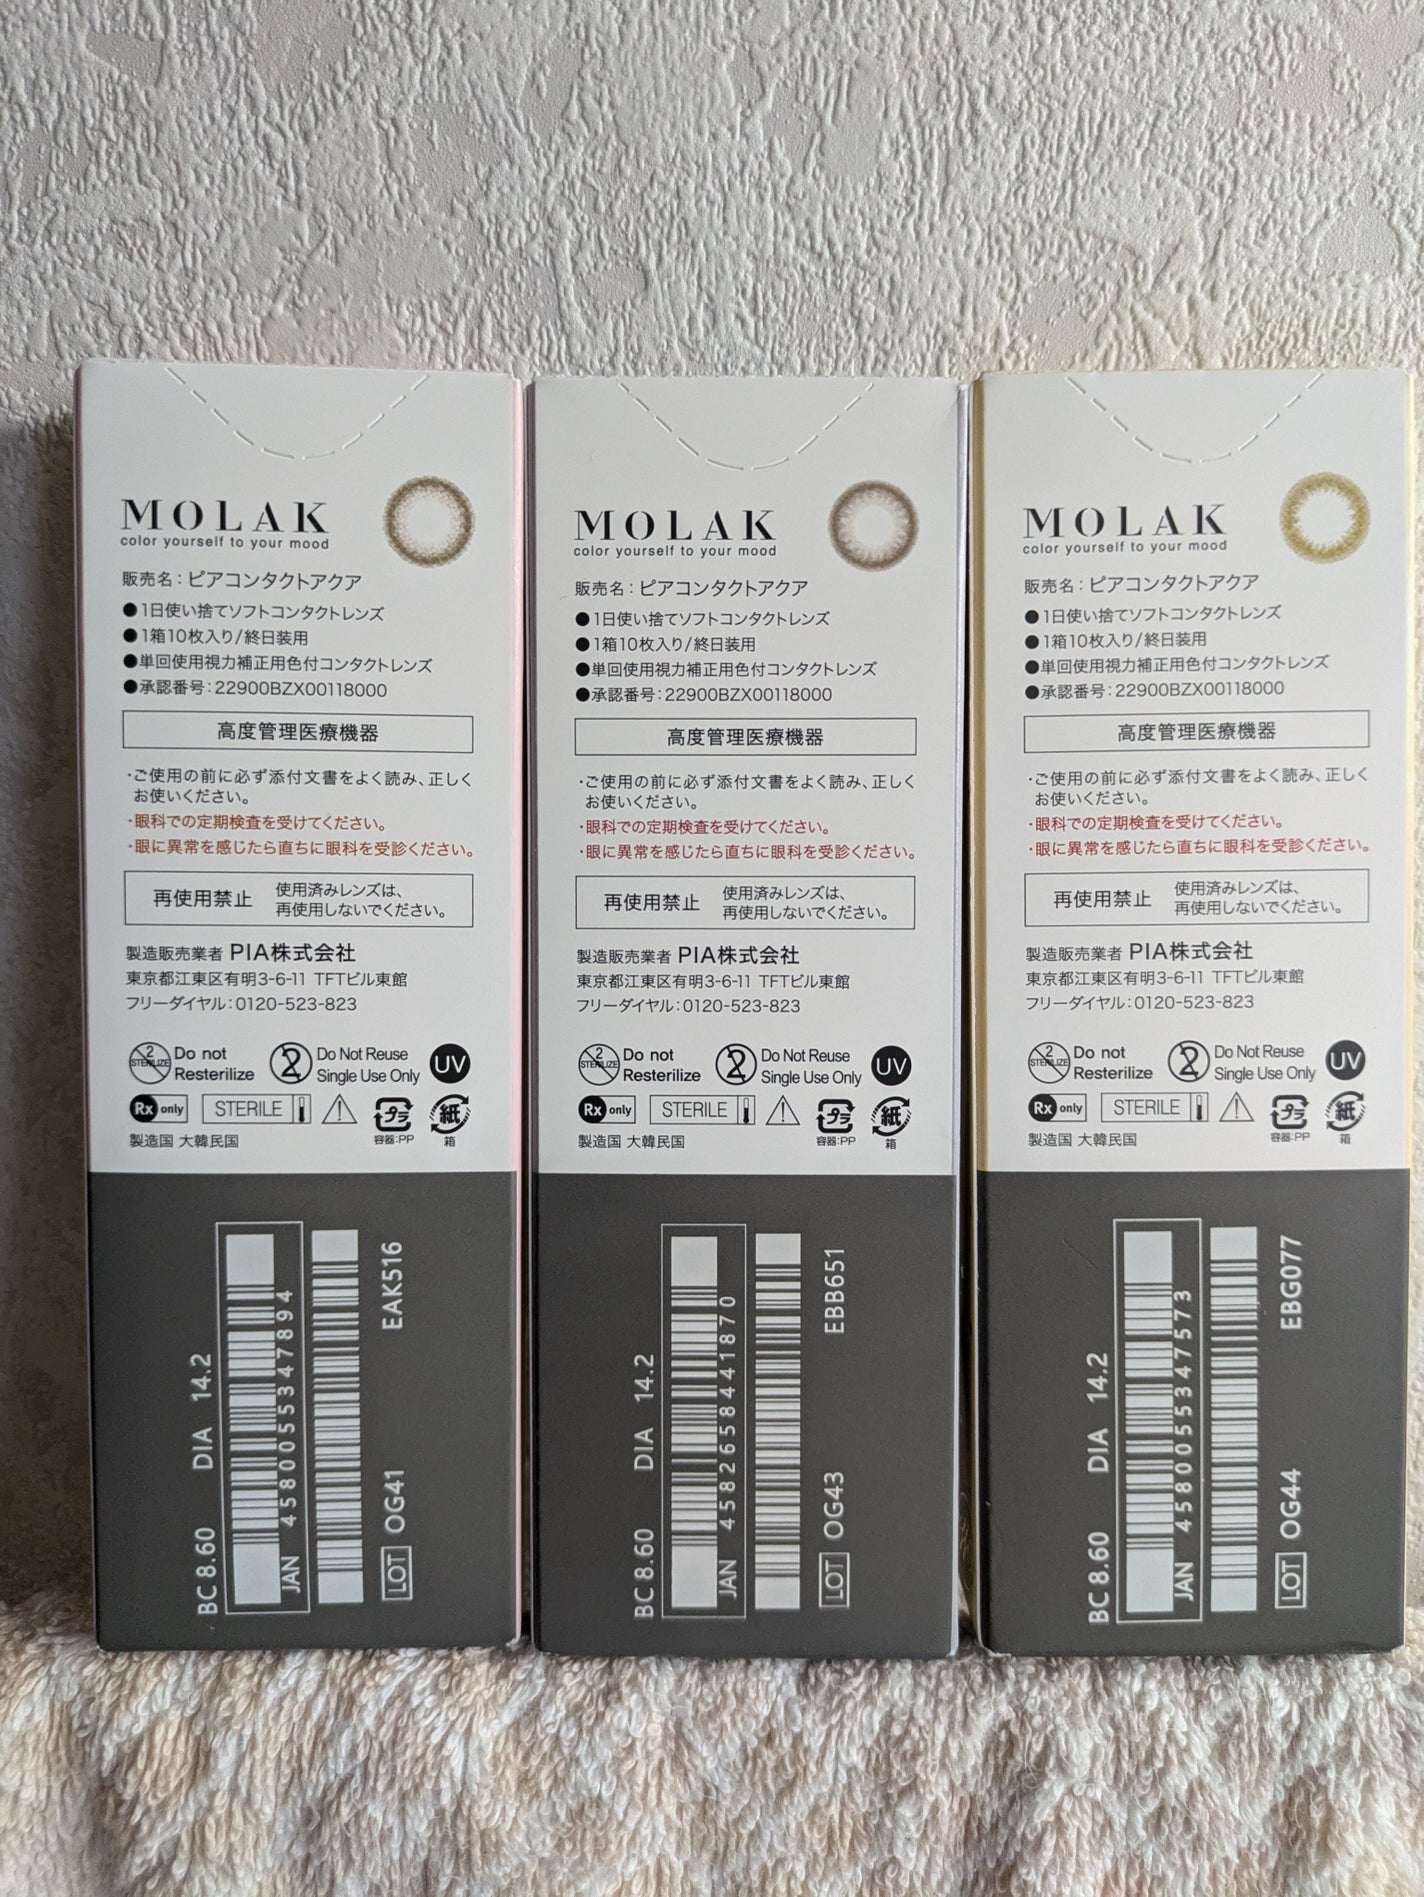 MOLAK
color yourself to your mood
販売名：ピアコンタクトアクア
●1日使い捨てソフトコンタクトレンズ
●1箱10枚入り/終日装用
●単回使用視力補正用色付コンタクトレンズ
●承認番号：22900BZX00118000
高度管理医療機器
・ご使用の前に必ず添付文書をよく読み、正しく
お使いください。
・眼科での定期検査を受けてください。
・眼に異常を感じたら直ちに眼科を受診ください。
再使用禁止
使用済みレンズは、
再使用しないでください。
製造販売業者 PIA株式会社
東京都江東区有明3-6-11 TFTビル東館
フリーダイヤル：0120-523-823
2
STERILIZE
Do not
Resterilize
2
Do Not Reuse
Single Use Only
UV
Rx only
STERILE
プラ
容器：PP
紙
箱
製造国 大韓民国
BC 8.60 DIA 14.2
JAN 4580055347894
LOT OG41 EAK516
MOLAK
color yourself to your mood
販売名：ピアコンタクトアクア
●1日使い捨てソフトコンタクトレンズ
●1箱10枚入り/終日装用
●単回使用視力補正用色付コンタクトレンズ
●承認番号：22900BZX00118000
高度管理医療機器
・ご使用の前に必ず添付文書をよく読み、正しく
お使いください。
・眼科での定期検査を受けてください。
・眼に異常を感じたら直ちに眼科を受診ください。
再使用禁止
使用済みレンズは、
再使用しないでください。
製造販売業者 PIA株式会社
東京都江東区有明3-6-11 TFTビル東館
フリーダイヤル：0120-523-823
2
STERILIZE
Do not
Resterilize
2
Do Not Reuse
Single Use Only
UV
Rx only
STERILE
プラ
容器：PP
紙
箱
製造国 大韓民国
BC 8.60 DIA 14.2
JAN 4582658441870
LOT OG43 EBB651
MOLAK
color yourself to your mood
販売名：ピアコンタクトアクア
●1日使い捨てソフトコンタクトレンズ
●1箱10枚入り/終日装用
●単回使用視力補正用色付コンタクトレンズ
●承認番号：22900BZX00118000
高度管理医療機器
・ご使用の前に必ず添付文書をよく読み、正しく
お使いください。
・眼科での定期検査を受けてください。
・眼に異常を感じたら直ちに眼科を受診ください。
再使用禁止
使用済みレンズは、
再使用しないでください。
製造販売業者 PIA株式会社
東京都江東区有明3-6-11 TFTビル東館
フリーダイヤル：0120-523-823
2
STERILIZE
Do not
Resterilize
2
Do Not Reuse
Single Use Only
UV
Rx only
STERILE
プラ
容器：PP
紙
箱
製造国 大韓民国
BC 8.60 DIA 14.2
JAN 4580055347573
LOT OG44 EBG077